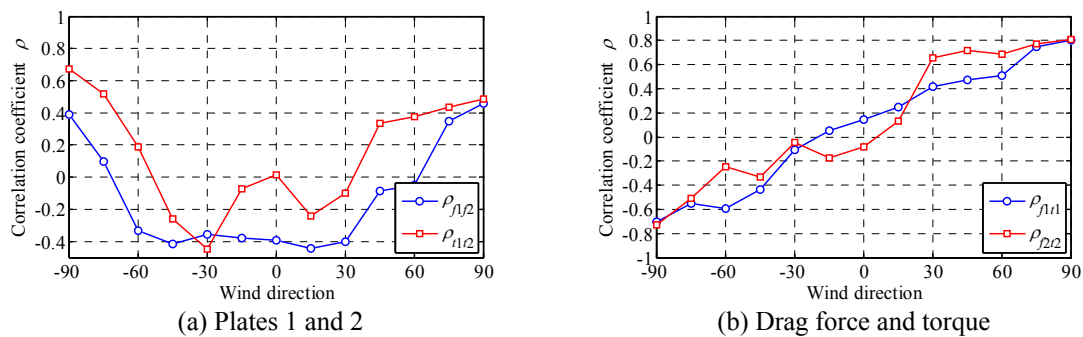 1
0.8
0.6
0.4
0.2
0
-0.2
-0.4
Correlation coefficient ρ
-90 -60 -30 0 30 60 90
Wind direction
ρf1f2
ρt1t2
(a) Plates 1 and 2
1
0.8
0.6
0.4
0.2
0
-0.2
-0.4
-0.6
-0.8
-1
Correlation coefficient ρ
-90 -60 -30 0 30 60 90
Wind direction
ρf1t1
ρf2t2
(b) Drag force and torque